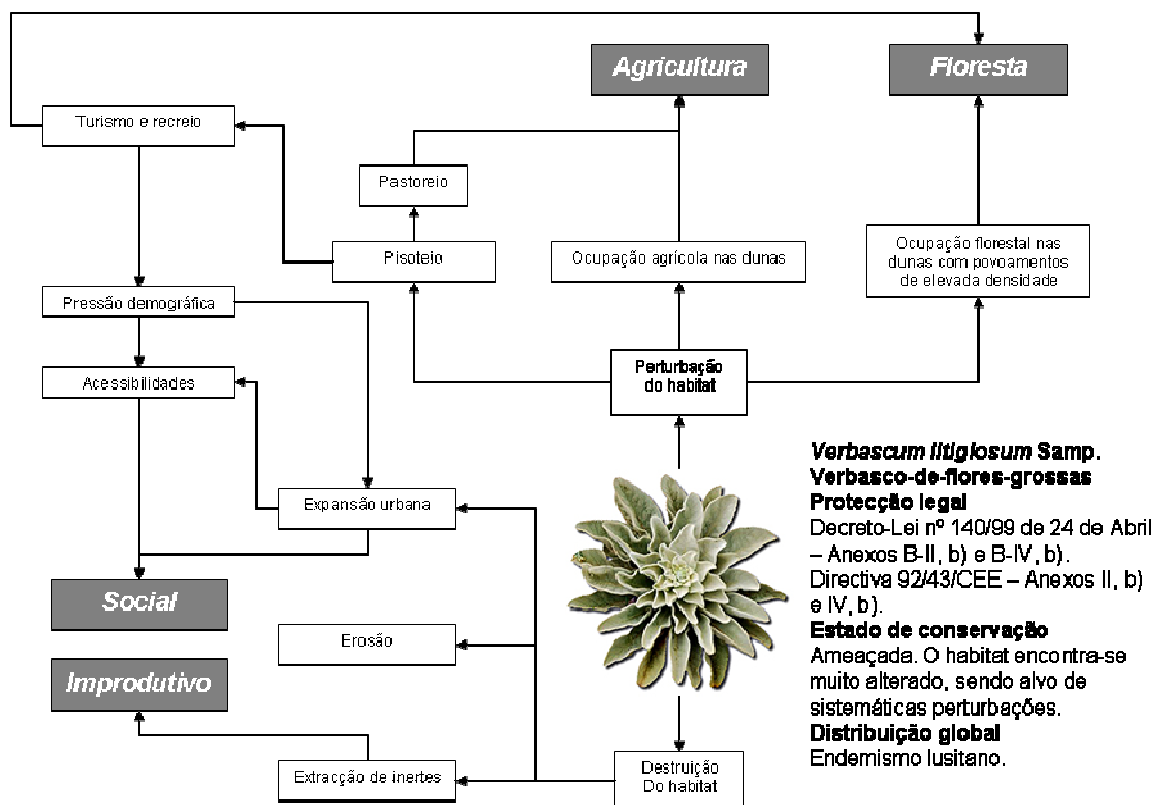 Agricultura
Floresta
Turismo e recreio
Pastoreio
Pisoteio
Ocupação agrícola nas dunas
Ocupação florestal nas
dunas com povoamentos
de elevada densidade
Pressão demográfica
Acessibilidades
Perturbação
do habitat
Expansão urbana
Social
Erosão
Improdutivo
Extracção de inertes
Destruição
Do habitat
Verbascum litigiosum Samp.
Verbasco-de-flores-grossas
Protecção legal
Decreto-Lei nº 140/99 de 24 de Abril
– Anexos B-II, b) e B-IV, b).
Directiva 92/43/CEE – Anexos II, b)
e IV, b).
Estado de conservação
Ameaçada. O habitat encontra-se
muito alterado, sendo alvo de
sistemáticas perturbações.
Distribuição global
Endemismo lusitano.